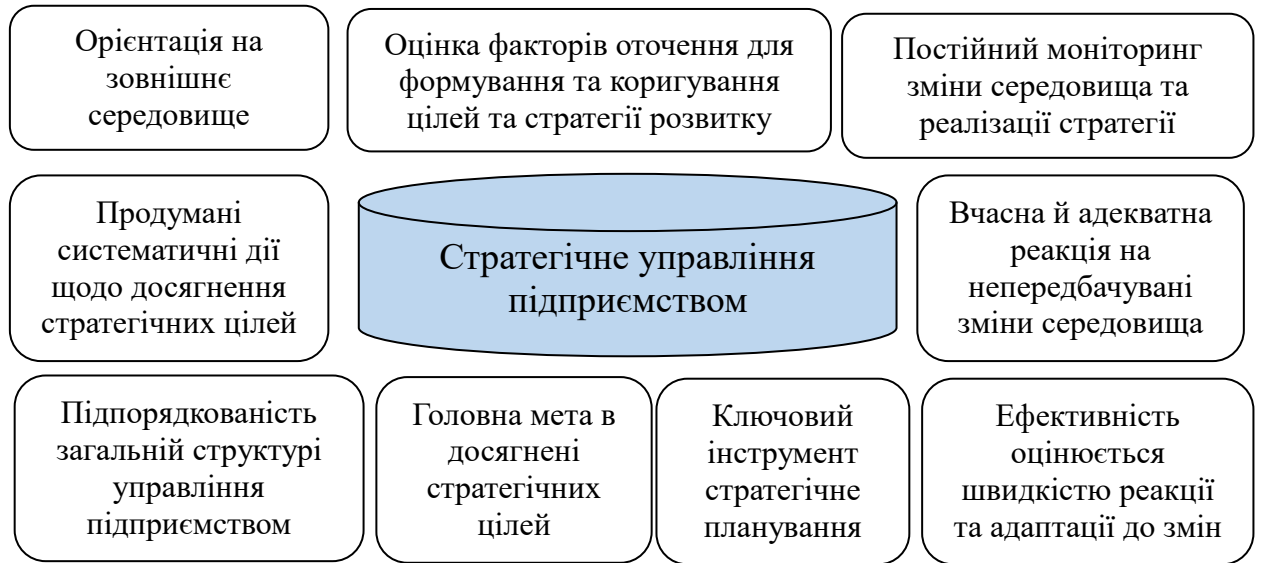 Орієнтація на
зовнішнє
середовище
Оцінка факторів оточення для
формування та коригування
цілей та стратегії розвитку
Постійний моніторинг
зміни середовища та
реалізації стратегії
Продумані
систематичні дії
щодо досягнення
стратегічних цілей
Стратегічне управління
підприємством
Вчасна й адекватна
реакція на
непередбачувані
зміни середовища
Підпорядкованість
загальній структурі
управління
підприємством
Головна мета в
досягнені
стратегічних
цілей
Ключовий
інструмент
стратегічне
планування
Ефективність
оцінюється
швидкістю реакції
та адаптації до змін